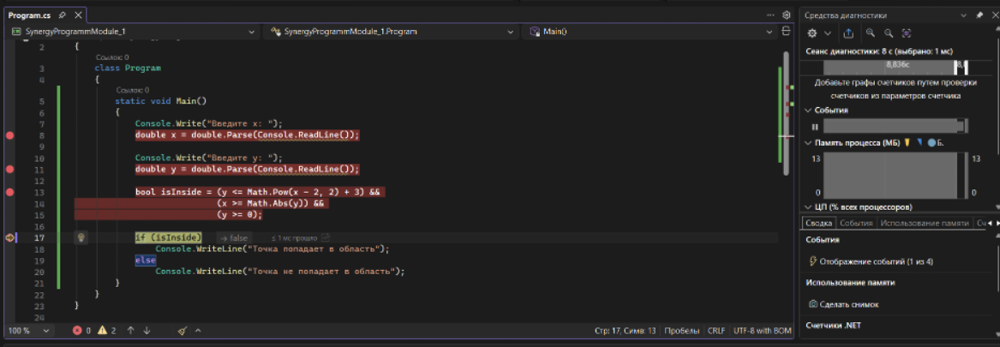 Program.cs
SynergyProgrammModule_1
SynergyProgrammModule_1.Program
Main()
2 {
Ссылок: 0
3 class Program
4 {
Ссылок: 0
5 static void Main()
6 {
7 Console.Write("Введите x: ");
8 double x = double.Parse(Console.ReadLine());
9
10 Console.Write("Введите y: ");
11 double y = double.Parse(Console.ReadLine());
12
13 bool isInside = (y <= Math.Pow(x - 2, 2) + 3) &&
14 (x >= Math.Abs(y)) &&
15 (y >= 0);
16
17 if (isInside) → false ≤ 1 мс прошло
18 Console.WriteLine("Точка попадает в область");
19 else
20 Console.WriteLine("Точка не попадает в область");
21 }
22 }
23 }
24
100 %
0
2
Стр: 17, Симв: 13
Пробелы
CRLF
UTF-8 with BOM
Средства диагностики
Сеанс диагностики: 8 с (выбрано: 1 мс)
8,836с
Добавьте графы счетчиков путем проверки
счетчиков из параметров счетчика
События
Память процесса (МБ)
Б.
13
13
0
0
ЦП (% всех процессоров)
Сводка
События
Использование памяти
События
Отображение событий (1 из 4)
Использование памяти
Сделать снимок
Счетчики .NET